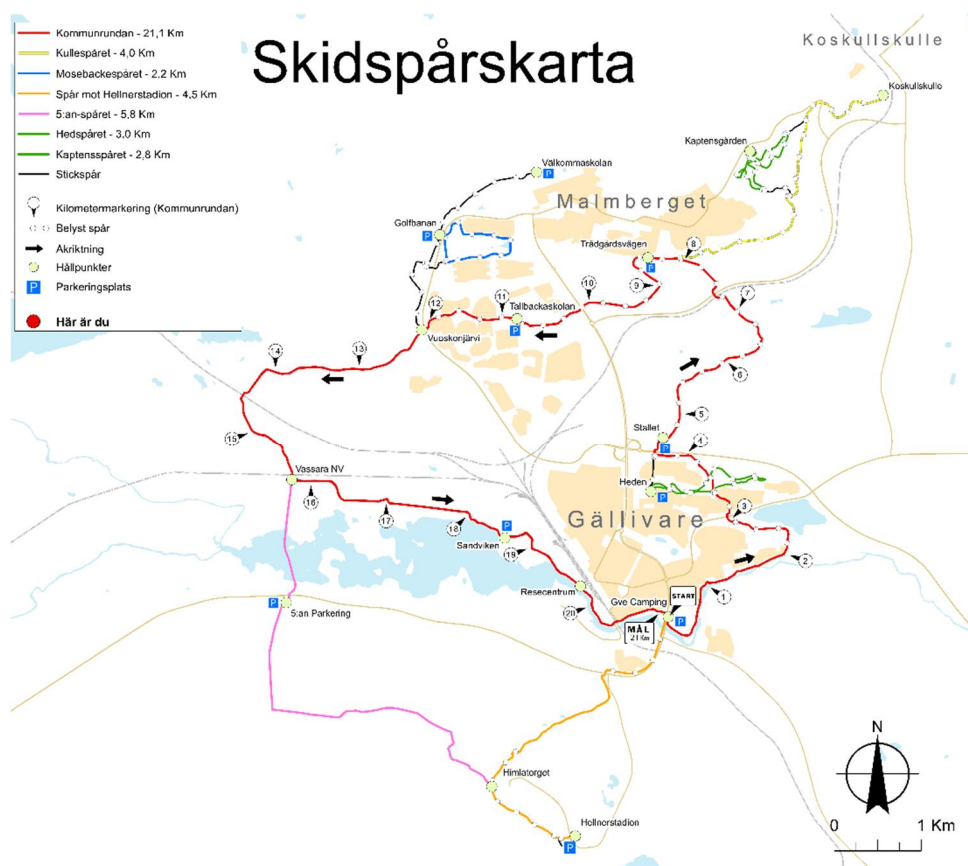 Skidspårskarta
Kommunrundan - 21,1 Km
Kullespåret - 4,0 Km
Mosebackespåret - 2,2 Km
Spår mot Hellnerstadion - 4,5 Km
5:an-spåret - 5,8 Km
Hedspåret - 3,0 Km
Kaptensspåret - 2,8 Km
Stickspår
Kilometermarkering (Kommunrundan)
Belyst spår
Åkriktning
Hållpunkter
P Parkeringsplats
Här är du
Koskullskulle
Koskullskulle
Kaptensgården
Välkommaskolan
P
Malmberget
Golfbanan
P
Trädgårdsvägen
P
8
9
7
10
11
Tallbackaskolan
P
12
Vuoskonjärvi
13
14
6
5
Stallet
P
4
15
Vassara NV
Heden
P
16
17
3
Gällivare
18
P
Sandviken
19
2
Resecentrum
Gve Camping
START
1
20
MÅL
21 Km
P
P
5:an Parkering
Himlatorget
Hellnerstadion
P
N
0 1 Km